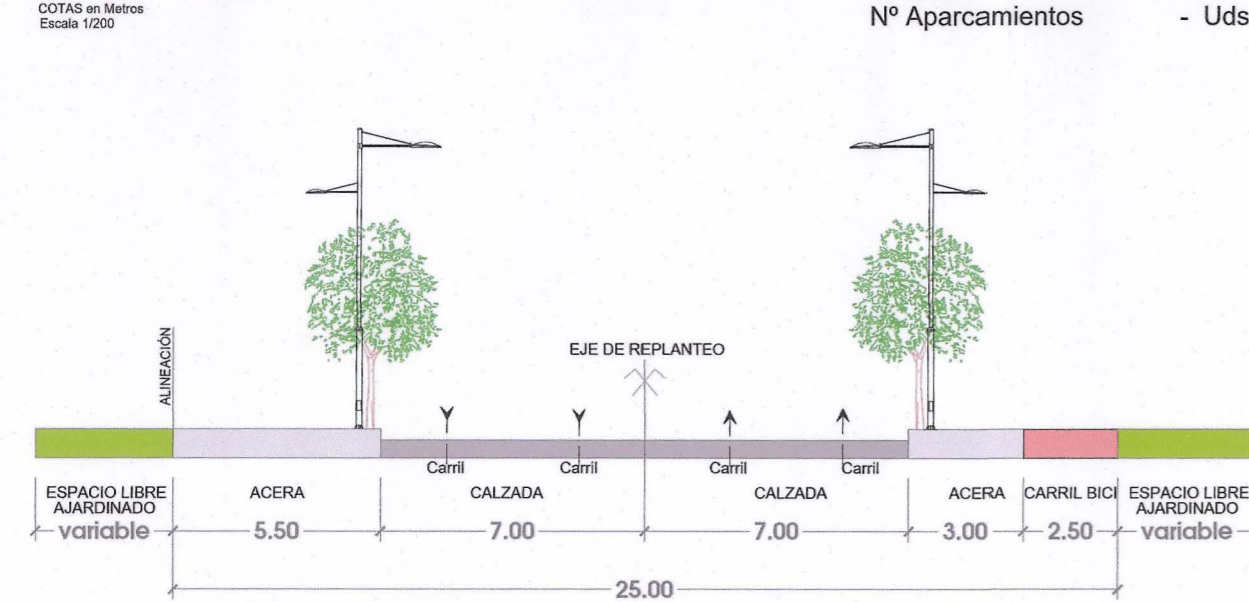 COTAS en Metros
Escala 1/200
Nº Aparcamientos - Uds
ALINEACIÓN
EJE DE REPLANTEO
Carril Carril Carril Carril
ESPACIO LIBRE
AJARDINADO
ACERA CALZADA CALZADA ACERA CARRIL BICI
ESPACIO LIBRE
AJARDINADO
variable 5.50 7.00 7.00 3.00 2.50 variable
25.00